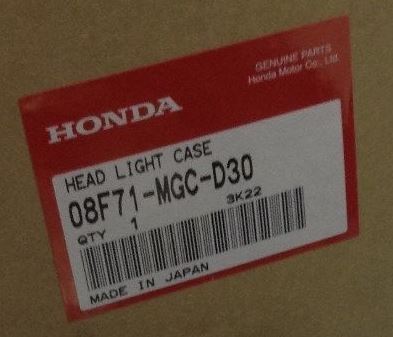 GENUINE PARTS
Honda Motor Co., Ltd.
HONDA
HEAD LIGHT CASE
08F71-MGC-D30
QTY 1 3K22
MADE IN JAPAN